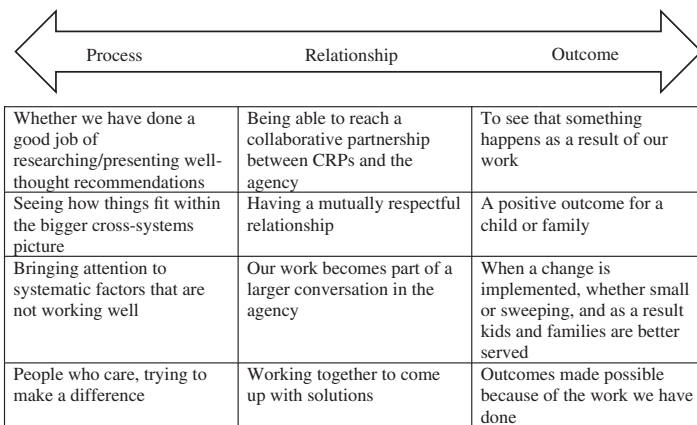 Process Relationship Outcome
Whether we have done a
good job of
researching/presenting well-
thought recommendations
Being able to reach a
collaborative partnership
between CRPs and the
agency
To see that something
happens as a result of our
work
Seeing how things fit within
the bigger cross-systems
picture
Having a mutually respectful
relationship
A positive outcome for a
child or family
Bringing attention to
systematic factors that are
not working well
Our work becomes part of a
larger conversation in the
agency
When a change is
implemented, whether small
or sweeping, and as a result
kids and families are better
served
People who care, trying to
make a difference
Working together to come
up with solutions
Outcomes made possible
because of the work we have
done